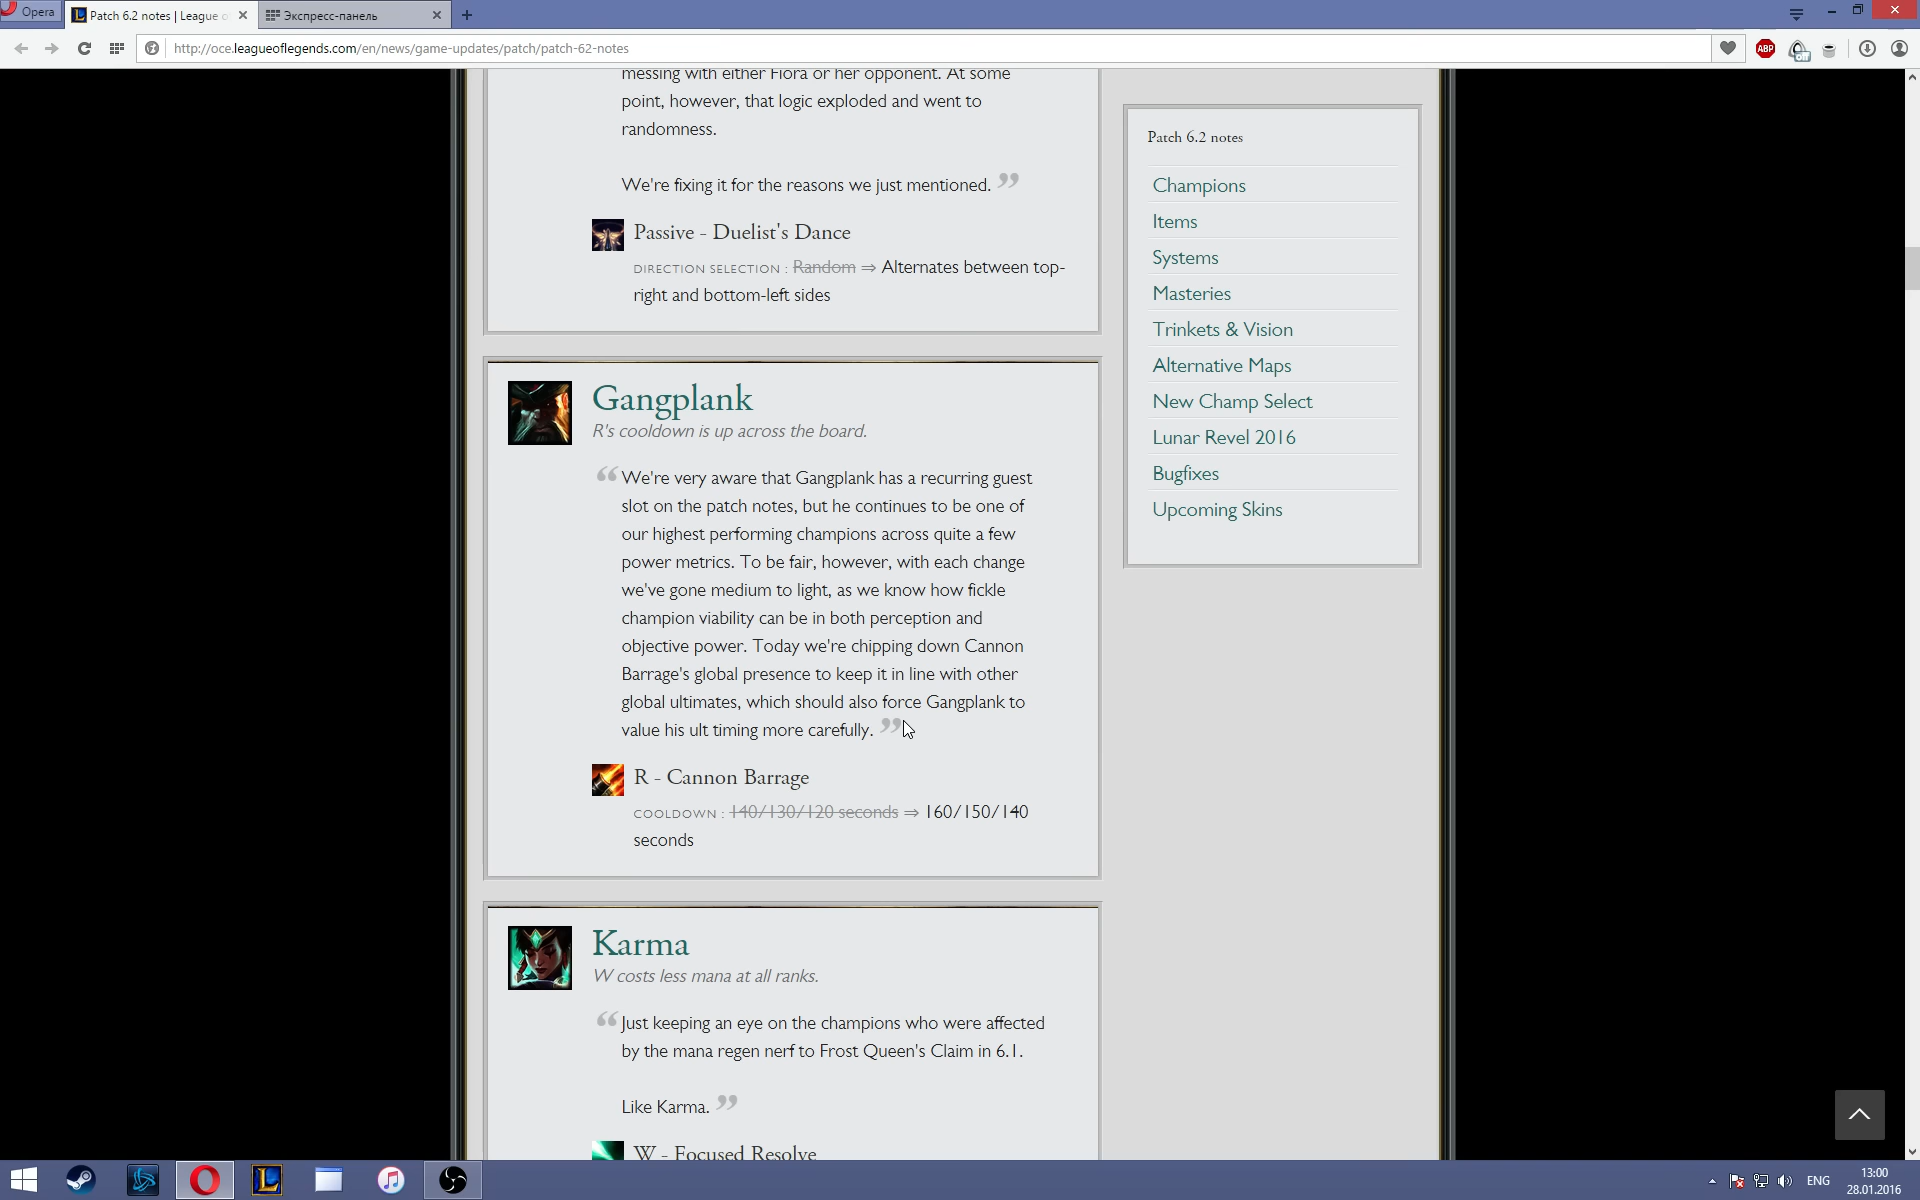 Opera
Patch 6.2 notes | League o
Экспресс-панель
http://oce.leagueoflegends.com/en/news/game-updates/patch/patch-62-notes
ABP
off
messing with either Fiora or her opponent. At some
point, however, that logic exploded and went to
randomness.
We're fixing it for the reasons we just mentioned. ”
Passive - Duelist's Dance
DIRECTION SELECTION : Random ⇒ Alternates between top-
right and bottom-left sides
Gangplank
R's cooldown is up across the board.
“ We're very aware that Gangplank has a recurring guest
slot on the patch notes, but he continues to be one of
our highest performing champions across quite a few
power metrics. To be fair, however, with each change
we've gone medium to light, as we know how fickle
champion viability can be in both perception and
objective power. Today we're chipping down Cannon
Barrage's global presence to keep it in line with other
global ultimates, which should also force Gangplank to
value his ult timing more carefully. ”
R - Cannon Barrage
COOLDOWN : 140/130/120 seconds ⇒ 160/150/140
seconds
Karma
W costs less mana at all ranks.
“ Just keeping an eye on the champions who were affected
by the mana regen nerf to Frost Queen's Claim in 6.1.
Like Karma. ”
W - Focused Resolve
Patch 6.2 notes
Champions
Items
Systems
Masteries
Trinkets & Vision
Alternative Maps
New Champ Select
Lunar Revel 2016
Bugfixes
Upcoming Skins
ENG
13:00
28.01.2016